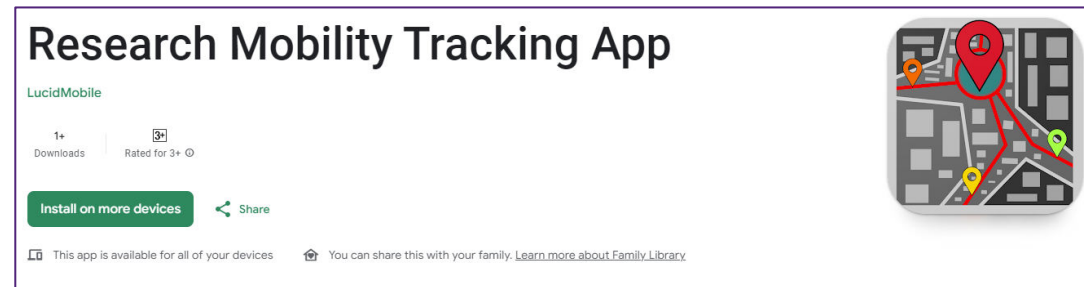 Research Mobility Tracking App
LucidMobile
1+ 3+
Downloads Rated for 3+
Install on more devices Share
This app is available for all of your devices You can share this with your family. Learn more about Family Library